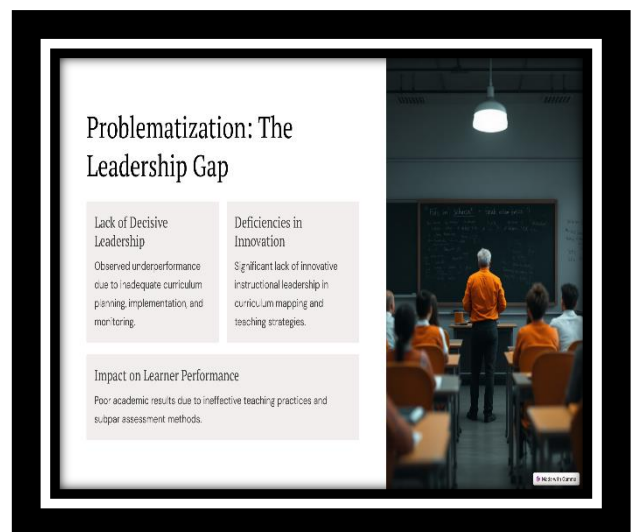 Problematization: The
Leadership Gap
Lack of Decisive
Leadership
Observed underperformance
due to inadequate curriculum
planning, implementation, and
monitoring.
Deficiencies in
Innovation
Significant lack of innovative
instructional leadership in
curriculum mapping and
teaching strategies.
Impact on Learner Performance
Poor academic results due to ineffective teaching practices and
subpar assessment methods.
Made with Gamma